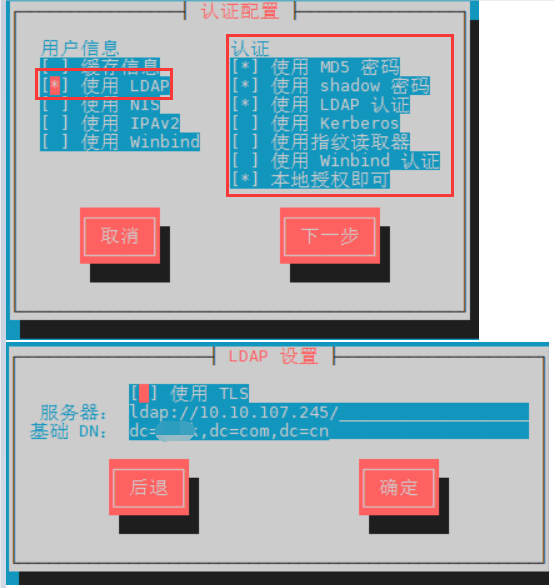 认证配置
用户信息
[ ] 缓存信息
[*] 使用 LDAP
[ ] 使用 NIS
[ ] 使用 IPAv2
[ ] 使用 Winbind
认证
[*] 使用 MD5 密码
[*] 使用 shadow 密码
[*] 使用 LDAP 认证
[ ] 使用 Kerberos
[ ] 使用指纹读取器
[ ] 使用 Winbind 认证
[*] 本地授权即可
取消
下一步
LDAP 设置
[ ] 使用 TLS
服务器: ldap://10.10.107.245/
基础 DN: dc=,dc=com,dc=cn
后退
确定